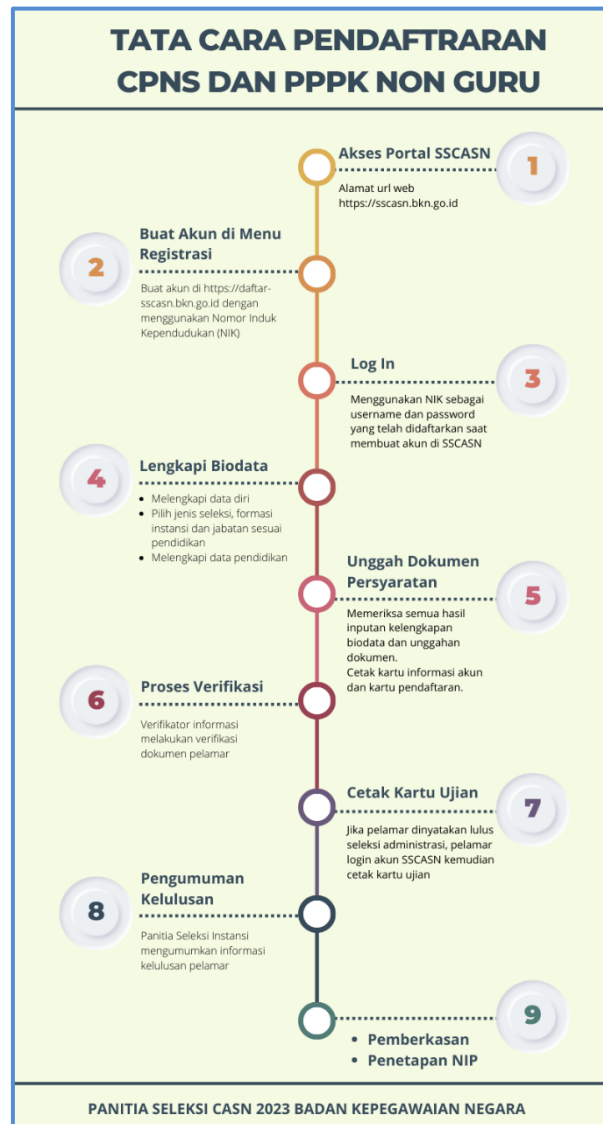 TATA CARA PENDAFTRARAN
CPNS DAN PPPK NON GURU
Akses Portal SSCASN
1
Alamat url web
https://sscasn.bkn.go.id
2
Buat Akun di Menu
Registrasi
Buat akun di https://daftar-
sscasn.bkn.go.id dengan
menggunakan Nomor Induk
Kependudukan (NIK)
Log In
3
Menggunakan NIK sebagai
username dan password
yang telah didaftarkan saat
membuat akun di SSCASN
4
Lengkapi Biodata
• Melengkapi data diri
• Pilih jenis seleksi, formasi
instansi dan jabatan sesuai
pendidikan
• Melengkapi data pendidikan
Unggah Dokumen
Persyaratan
5
Memeriksa semua hasil
inputan kelengkapan
biodata dan unggahan
dokumen.
Cetak kartu informasi akun
dan kartu pendaftaran.
6
Proses Verifikasi
Verifikator informasi
melakukan verifikasi
dokumen pelamar
Cetak Kartu Ujian
7
Jika pelamar dinyatakan lulus
seleksi administrasi, pelamar
login akun SSCASN kemudian
cetak kartu ujian
8
Pengumuman
Kelulusan
Panitia Seleksi Instansi
mengumumkan informasi
kelulusan pelamar
9
• Pemberkasan
• Penetapan NIP
PANITIA SELEKSI CASN 2023 BADAN KEPEGAWAIAN NEGARA